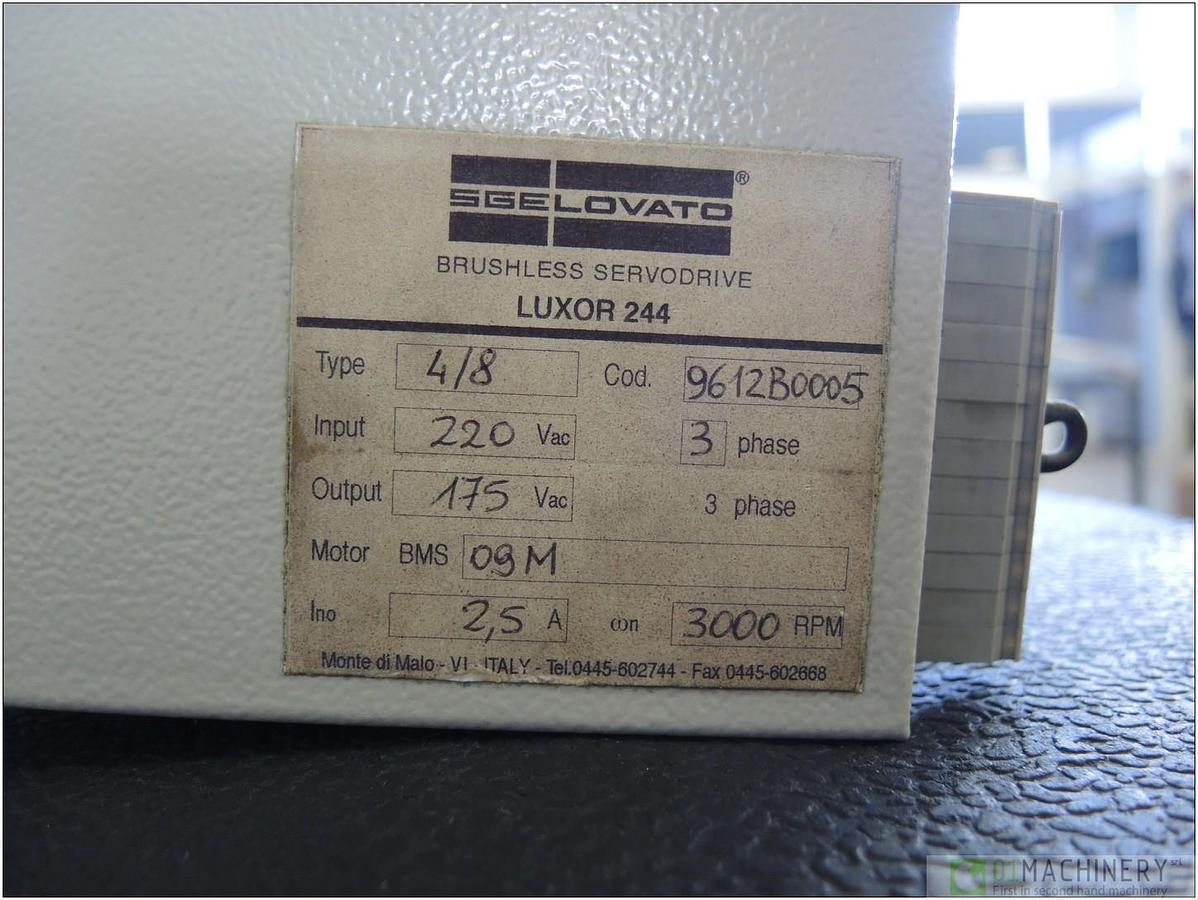 SGELOVATO®
BRUSHLESS SERVODRIVE
LUXOR 244
Type 4/8 Cod. 9612B0005
Input 220 Vac 3 phase
Output 175 Vac 3 phase
Motor BMS 09M
Ino 2,5 A ωn 3000 RPM
Monte di Malo - VI - ITALY - Tel.0445-602744 - Fax 0445-602668
01MACHINERY srl
First in second hand machinery